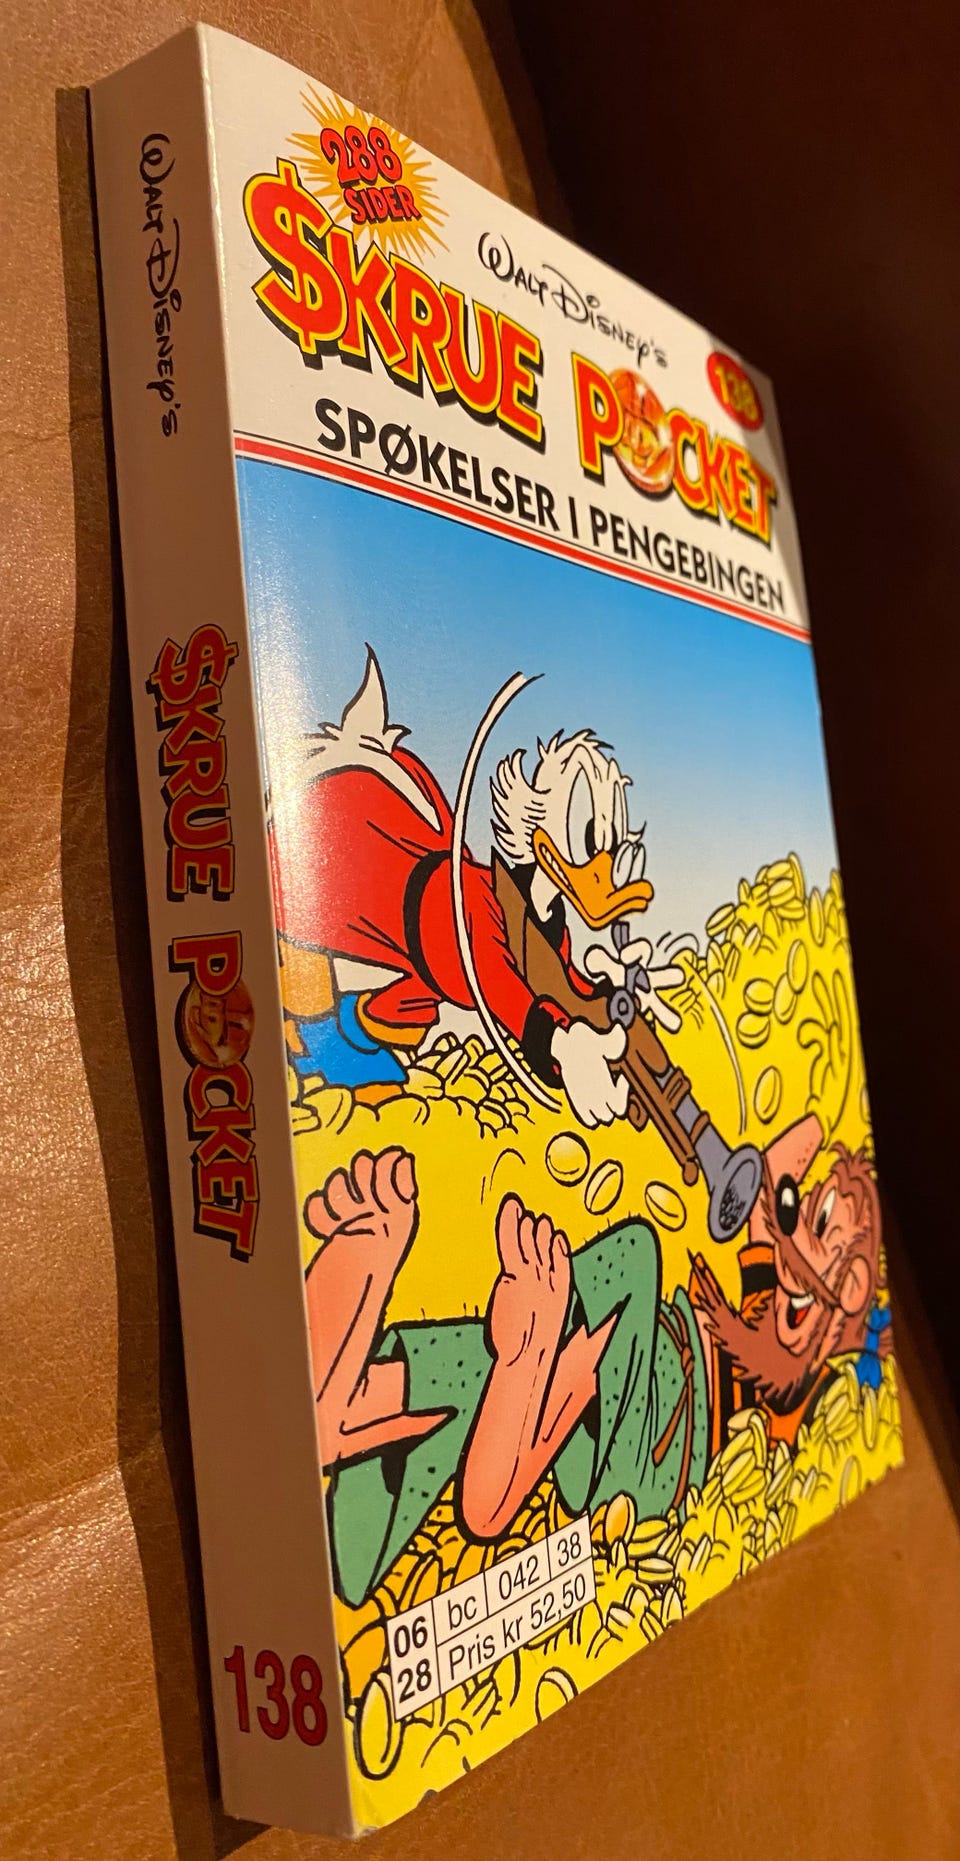 WALT DISNEY'S
$KRUE POCKET
138
288
SIDER
WALT DISNEY'S
138
$KRUE POCKET
SPØKELSER I PENGEBINGEN
06 bc 042 38
28 Pris kr 52,50